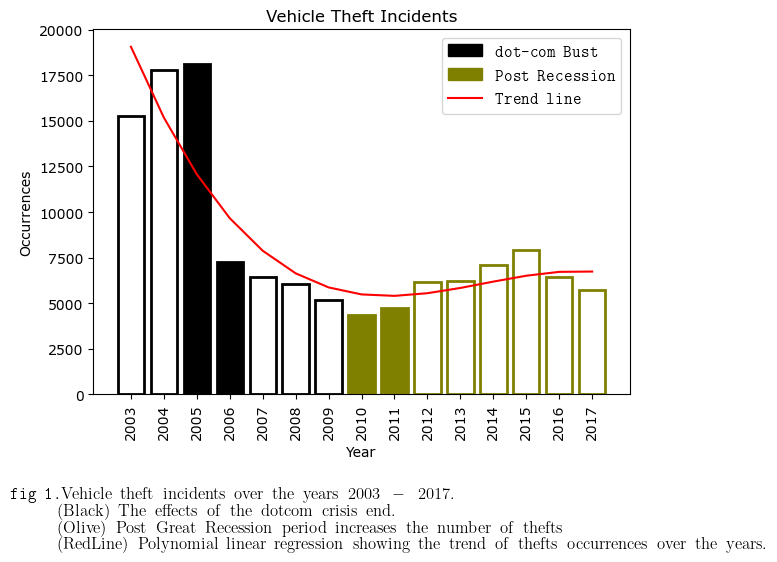 Vehicle Theft Incidents
20000
17500
15000
12500
10000
7500
5000
2500
0
Occurrences
dot-com Bust
Post Recession
Trend line
2003 2004 2005 2006 2007 2008 2009 2010 2011 2012 2013 2014 2015 2016 2017
Year
fig 1.Vehicle theft incidents over the years 2003 − 2017.
(Black) The effects of the dotcom crisis end.
(Olive) Post Great Recession period increases the number of thefts
(RedLine) Polynomial linear regression showing the trend of thefts occurrences over the years.